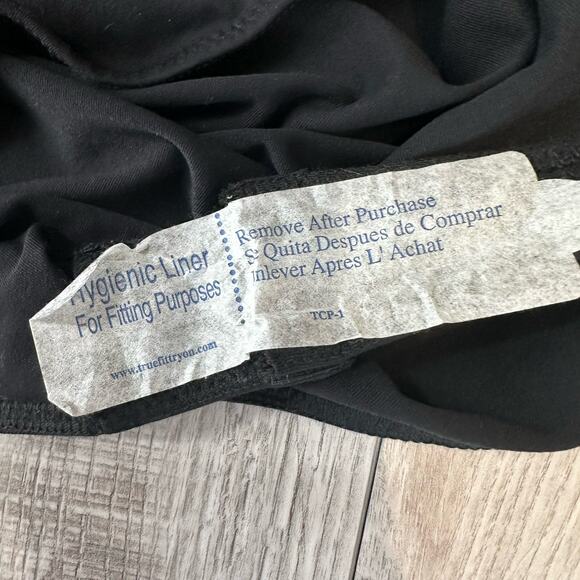 Hygienic Liner
For Fitting Purposes
www.truefittryon.com
Remove After Purchase
Se Quita Despues de Comprar
nlever Apres L' Achat
TCP-1